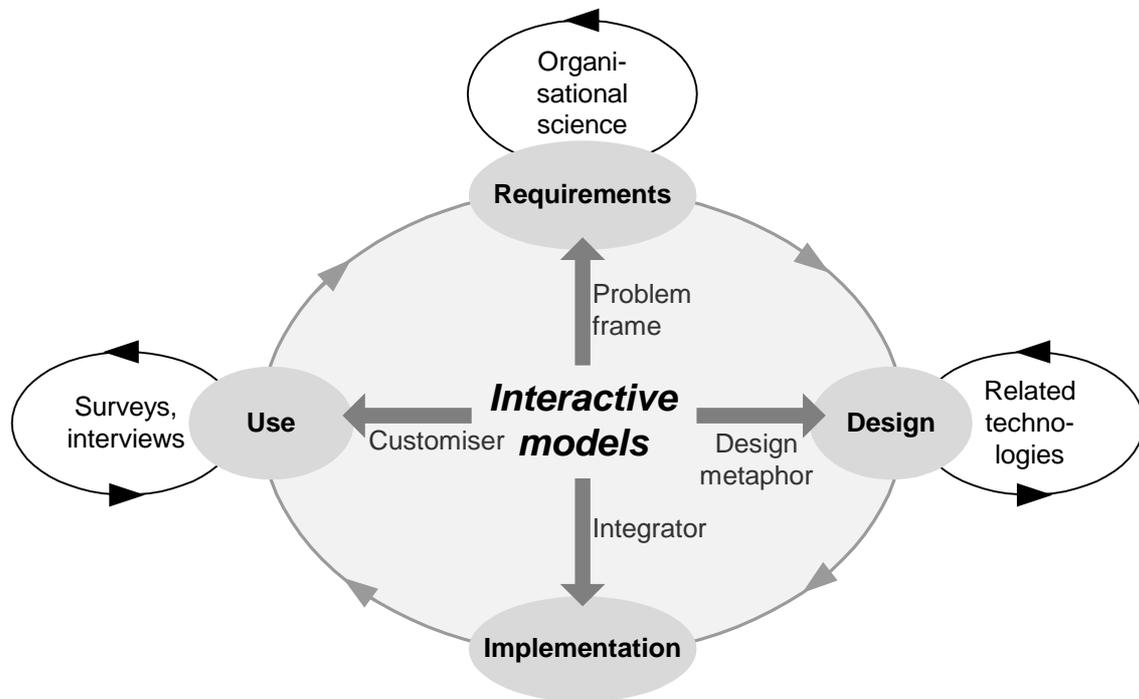 Organi-
sational
science
Requirements
Problem
frame
Surveys,
interviews
Use
Customiser
Interactive
models
Design
metaphor
Design
Related
techno-
logies
Integrator
Implementation